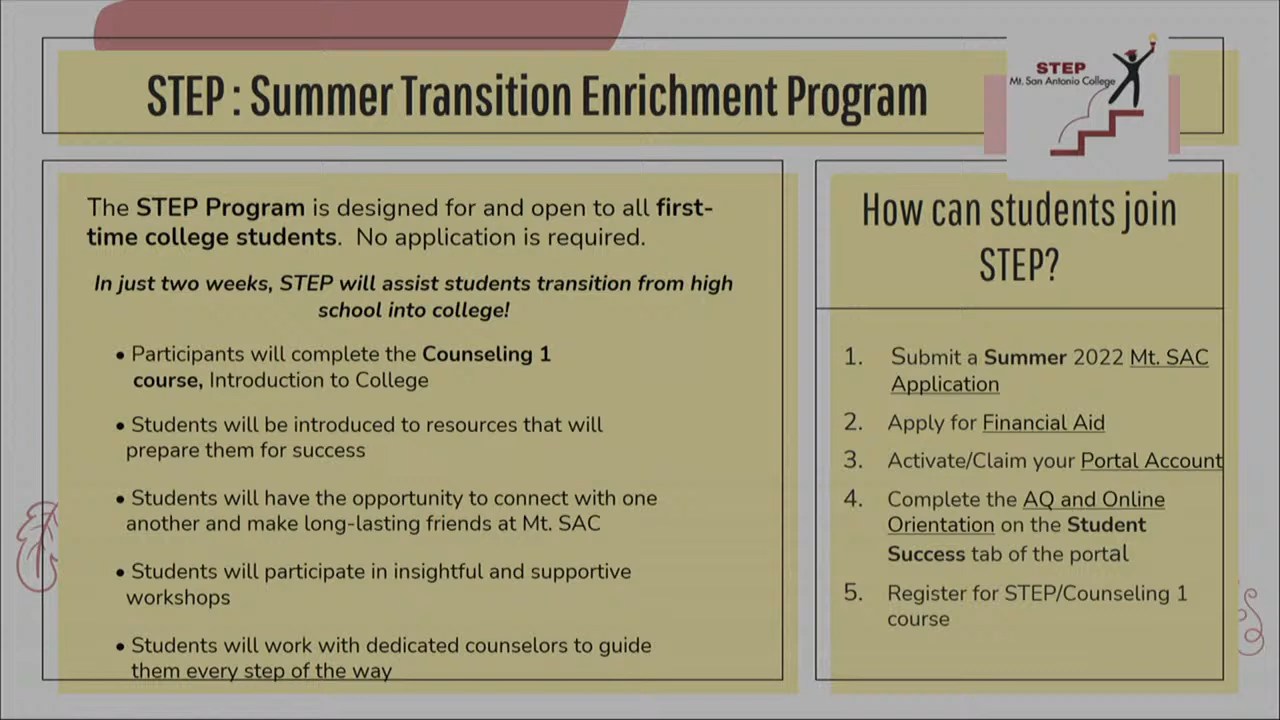 STEP : Summer Transition Enrichment Program
STEP
Mt. San Antonio College
The STEP Program is designed for and open to all first-
time college students. No application is required.
In just two weeks, STEP will assist students transition from high
school into college!
• Participants will complete the Counseling 1
course, Introduction to College
• Students will be introduced to resources that will
prepare them for success
• Students will have the opportunity to connect with one
another and make long-lasting friends at Mt. SAC
• Students will participate in insightful and supportive
workshops
• Students will work with dedicated counselors to guide
them every step of the way
How can students join
STEP?
1. Submit a Summer 2022 Mt. SAC
Application
2. Apply for Financial Aid
3. Activate/Claim your Portal Account
4. Complete the AQ and Online
Orientation on the Student
Success tab of the portal
5. Register for STEP/Counseling 1
course